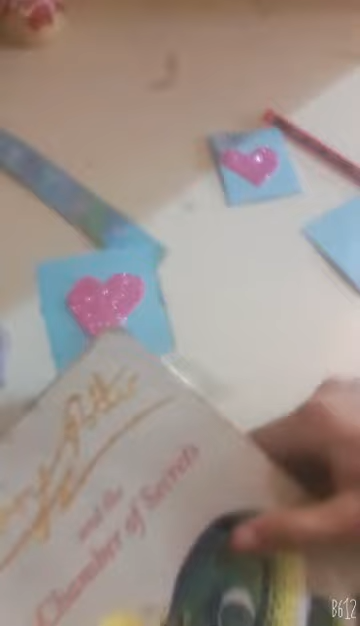 and the
Chamber of Secrets
B612